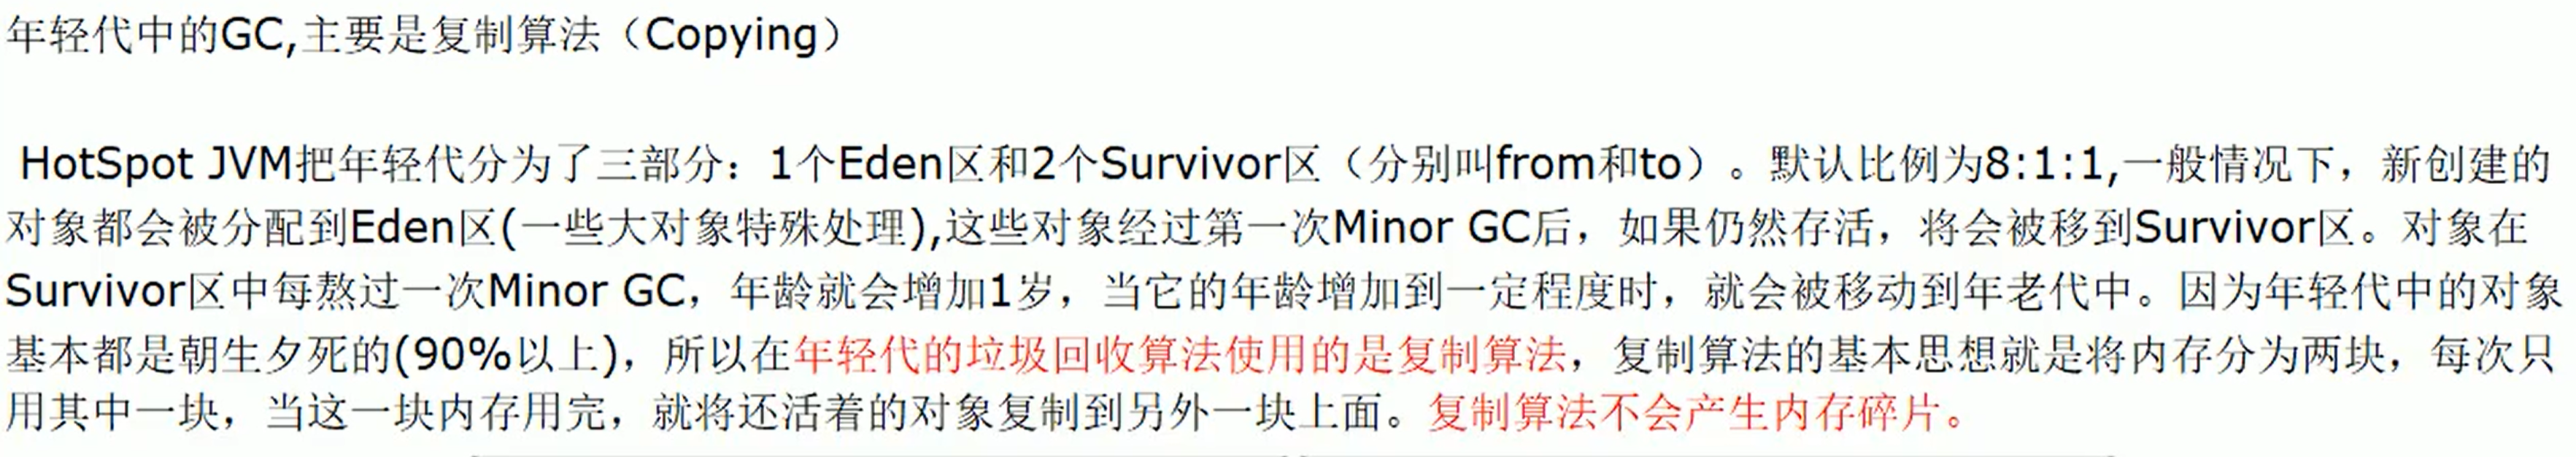 年轻代中的GC,主要是复制算法（Copying）
HotSpot JVM把年轻代分为了三部分：1个Eden区和2个Survivor区（分别叫from和to）。默认比例为8:1:1,一般情况下，新创建的
对象都会被分配到Eden区(一些大对象特殊处理),这些对象经过第一次Minor GC后，如果仍然存活，将会被移到Survivor区。对象在
Survivor区中每熬过一次Minor GC，年龄就会增加1岁，当它的年龄增加到一定程度时，就会被移动到年老代中。因为年轻代中的对象
基本都是朝生夕死的(90%以上)，所以在年轻代的垃圾回收算法使用的是复制算法，复制算法的基本思想就是将内存分为两块，每次只
用其中一块，当这一块内存用完，就将还活着的对象复制到另外一块上面。复制算法不会产生内存碎片。